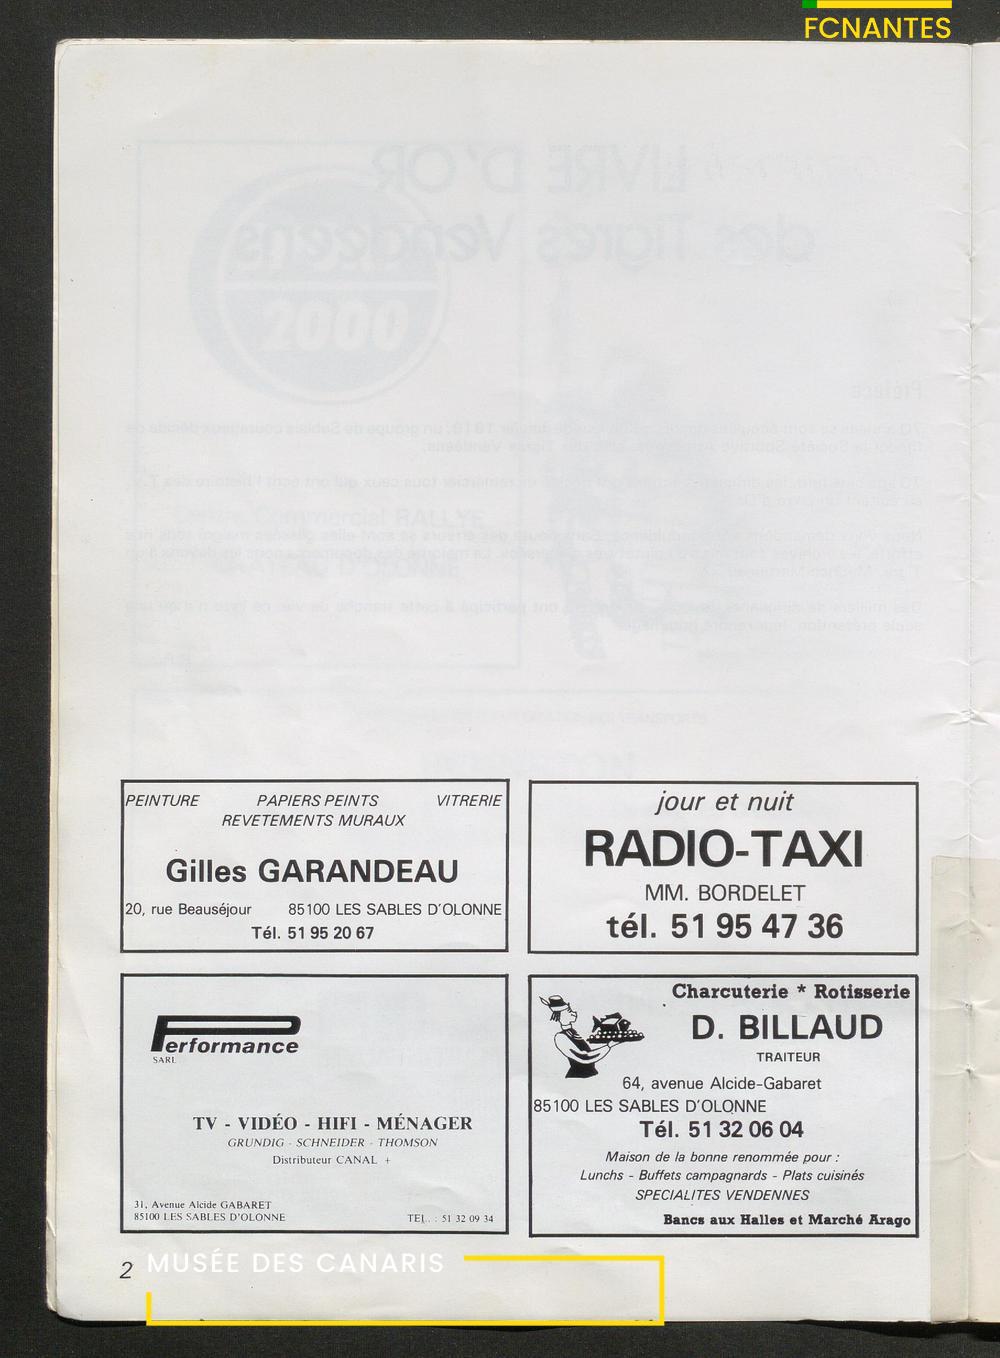 FCNANTES
PEINTURE PAPIERS PEINTS VITRERIE
REVETEMENTS MURAUX
Gilles GARANDEAU
20, rue Beauséjour 85100 LES SABLES D'OLONNE
Tél. 51 95 20 67
jour et nuit
RADIO-TAXI
MM. BORDELET
tél. 51 95 47 36
Performance
SARL
TV - VIDÉO - HIFI - MÉNAGER
GRUNDIG - SCHNEIDER - THOMSON
Distributeur CANAL +
31, Avenue Alcide GABARET
85100 LES SABLES D'OLONNE TEL. : 51 32 09 34
Charcuterie * Rotisserie
D. BILLAUD
TRAITEUR
64, avenue Alcide-Gabaret
85100 LES SABLES D'OLONNE
Tél. 51 32 06 04
Maison de la bonne renommée pour :
Lunchs - Buffets campagnards - Plats cuisinés
SPECIALITES VENDENNES
Bancs aux Halles et Marché Arago
2
MUSÉE DES CANARIS